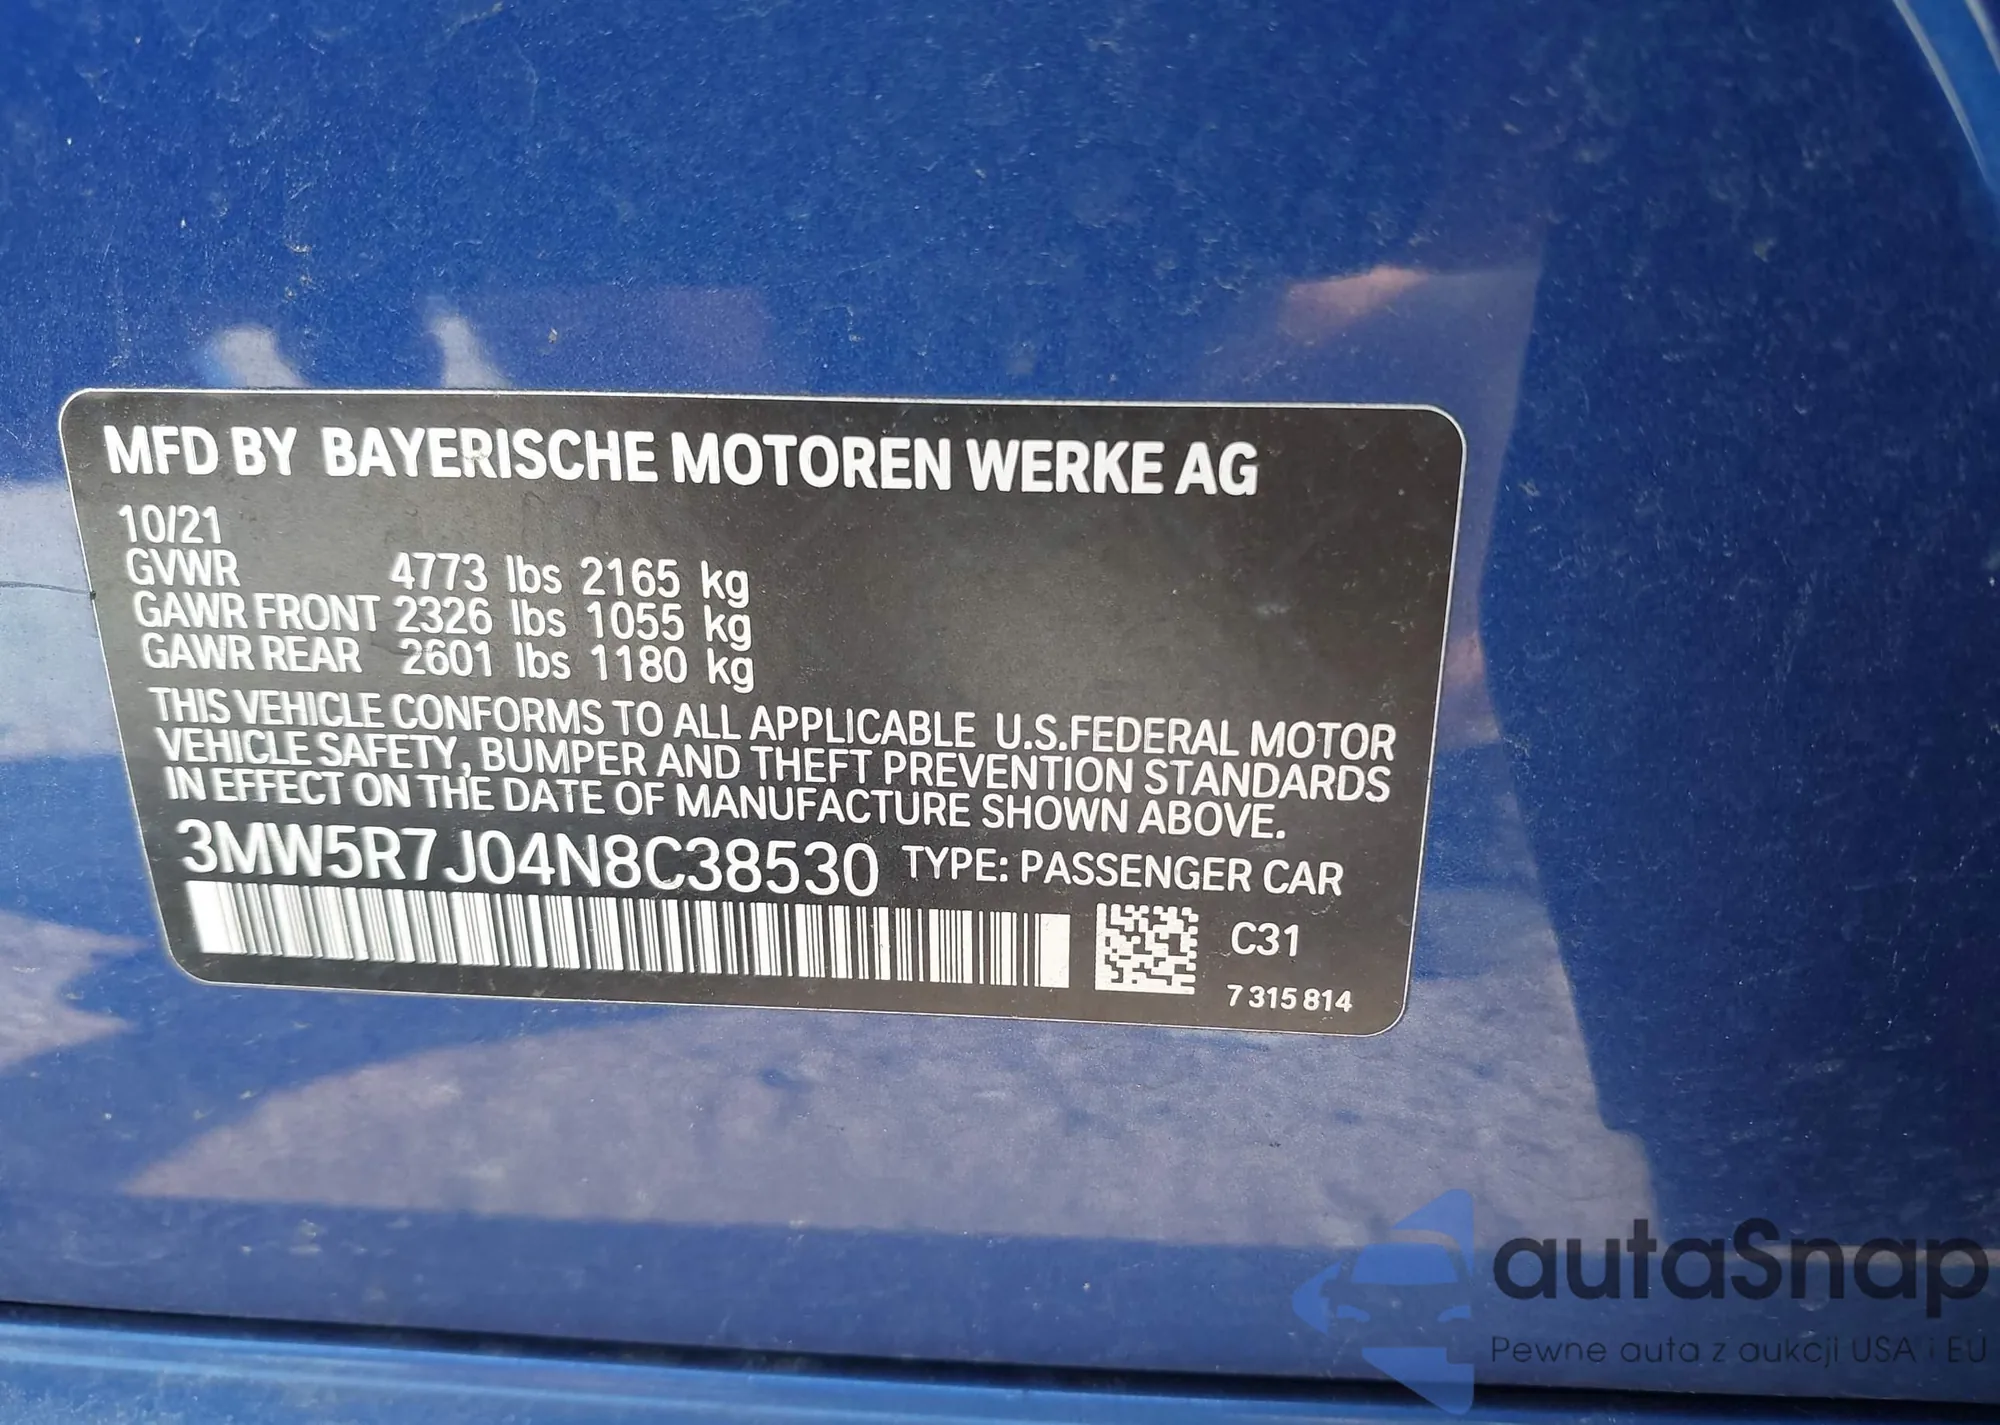 MFD BY BAYERISCHE MOTOREN WERKE AG
10/21
GVWR 4773 lbs 2165 kg
GAWR FRONT 2326 lbs 1055 kg
GAWR REAR 2601 lbs 1180 kg
THIS VEHICLE CONFORMS TO ALL APPLICABLE U.S.FEDERAL MOTOR
VEHICLE SAFETY, BUMPER AND THEFT PREVENTION STANDARDS
IN EFFECT ON THE DATE OF MANUFACTURE SHOWN ABOVE.
3MW5R7J04N8C38530 TYPE: PASSENGER CAR
C31
7 315 814
autaSnap
Pewne auta z aukcji USA i EU